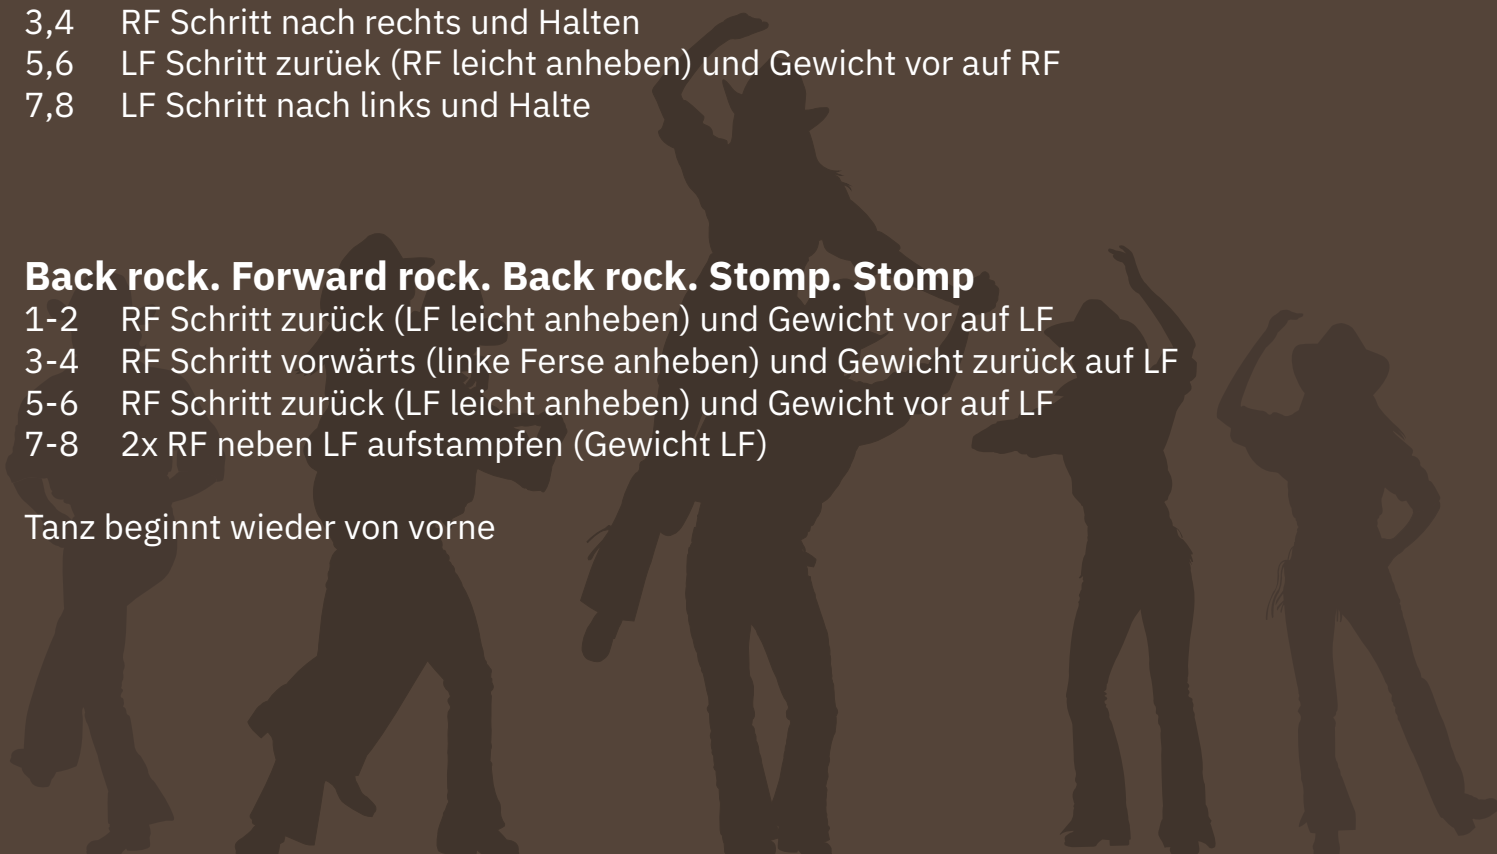 3,4 RF Schritt nach rechts und Halten
5,6 LF Schritt zurüek (RF leicht anheben) und Gewicht vor auf RF
7,8 LF Schritt nach links und Halte
Back rock. Forward rock. Back rock. Stomp. Stomp
1-2 RF Schritt zurück (LF leicht anheben) und Gewicht vor auf LF
3-4 RF Schritt vorwärts (linke Ferse anheben) und Gewicht zurück auf LF
5-6 RF Schritt zurück (LF leicht anheben) und Gewicht vor auf LF
7-8 2x RF neben LF aufstampfen (Gewicht LF)
Tanz beginnt wieder von vorne